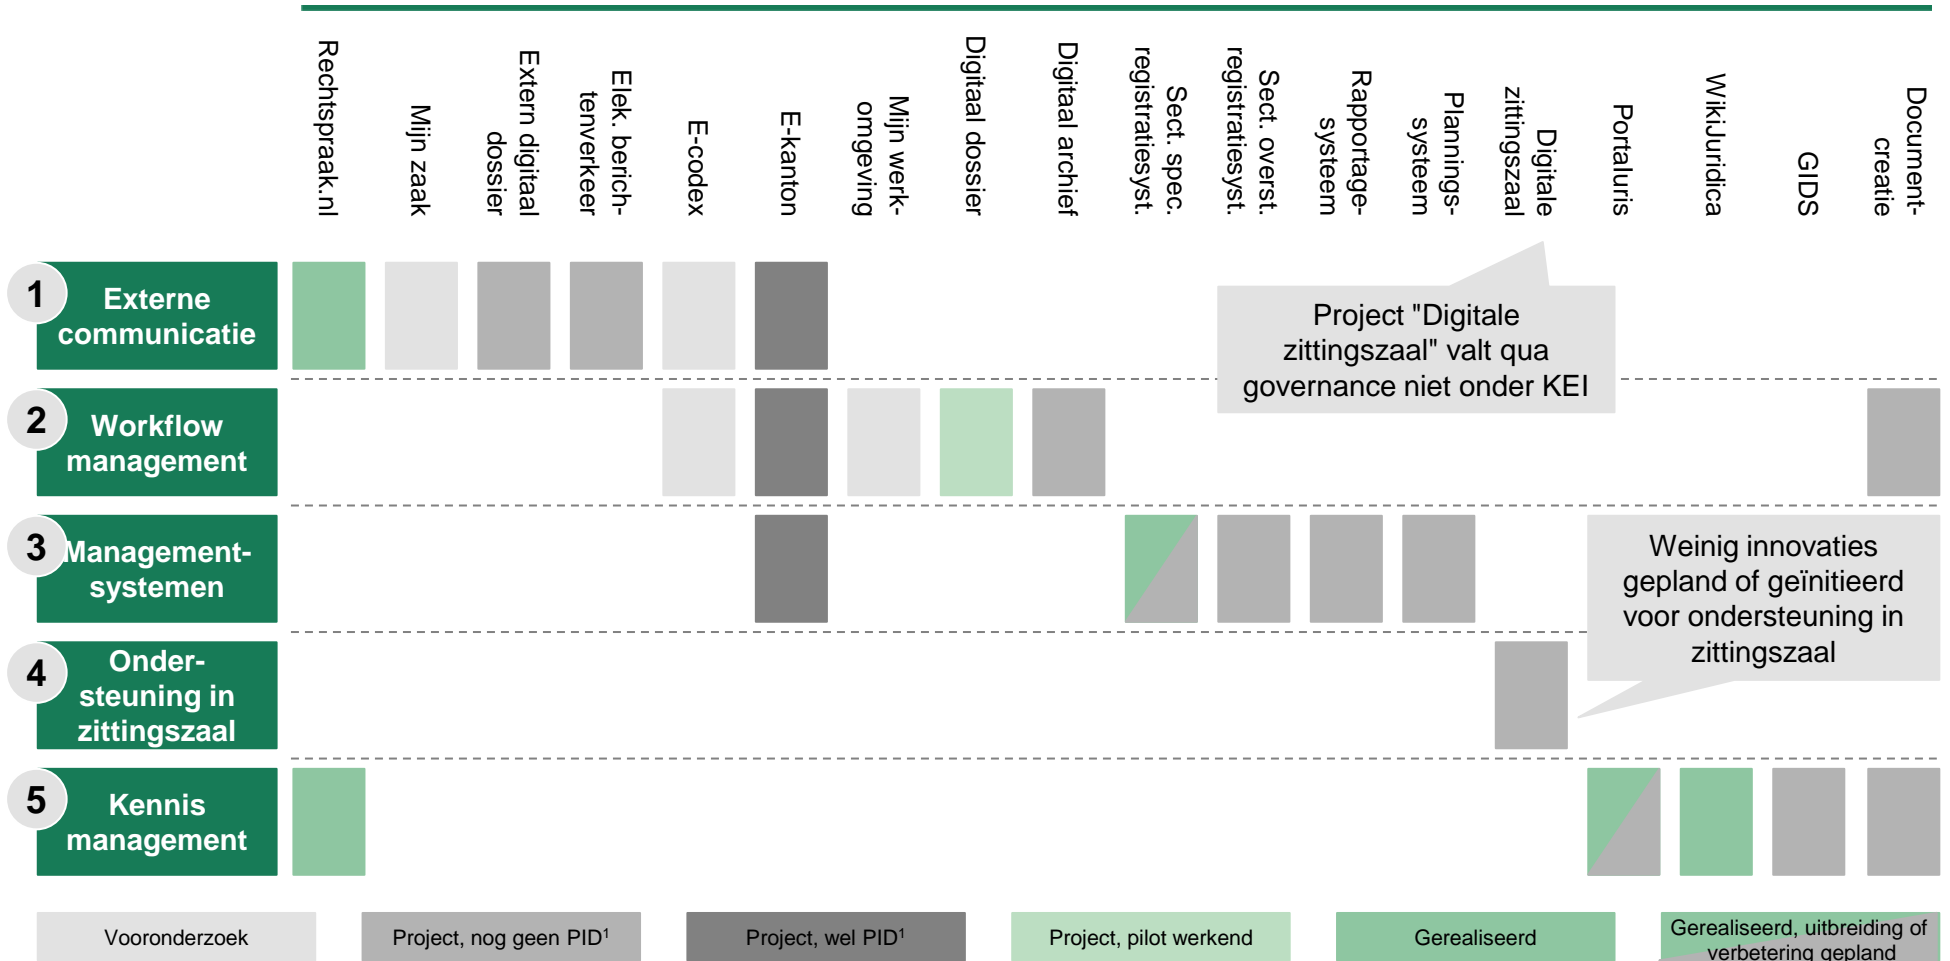 Rechtspraak.nl
Mijn zaak
Extern digitaal
dossier
Elek. berich-
tenverkeer
E-codex
E-kanton
Mijn werk-
omgeving
Digitaal dossier
Digitaal archief
Sect. spec.
registratiesyst.
Sect. overst.
registratiesyst.
Rapportage-
systeem
Plannings-
systeem
Digitale
zittingszaal
Portaluris
WikiJuridica
GIDS
Document-
creatie
1
Externe
communicatie
Project "Digitale
zittingszaal" valt qua
governance niet onder KEI
2
Workflow
management
3
Management-
systemen
Weinig innovaties
gepland of geïnitieerd
voor ondersteuning in
zittingszaal
4
Onder-
steuning in
zittingszaal
5
Kennis
management
Vooronderzoek
Project, nog geen PID¹
Project, wel PID¹
Project, pilot werkend
Gerealiseerd
Gerealiseerd, uitbreiding of
verbetering gepland